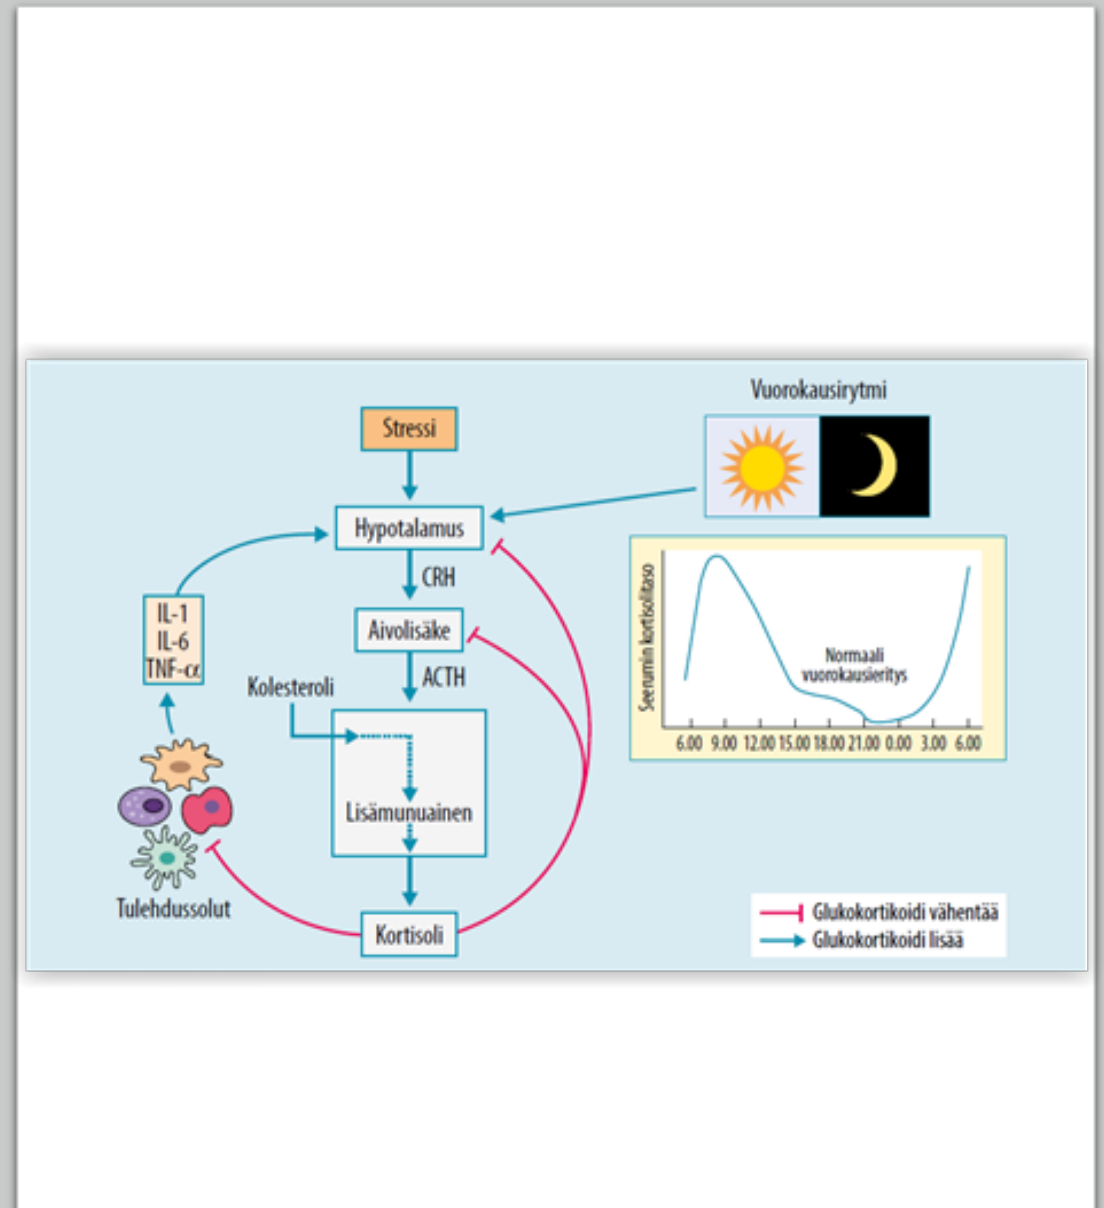 Vuorokausirytmi
Stressi
Hypotalamus
CRH
IL-1
IL-6
TNF-α
Aivolisäke
ACTH
Kolesteroli
Lisämunuainen
Tulehdussolut
Kortisoli
Seerumin kortisolitaso
Normaali
vuorokausieritys
6.00 9.00 12.00 15.00 18.00 21.00 0.00 3.00 6.00
Glukokortikoidi vähentää
Glukokortikoidi lisää